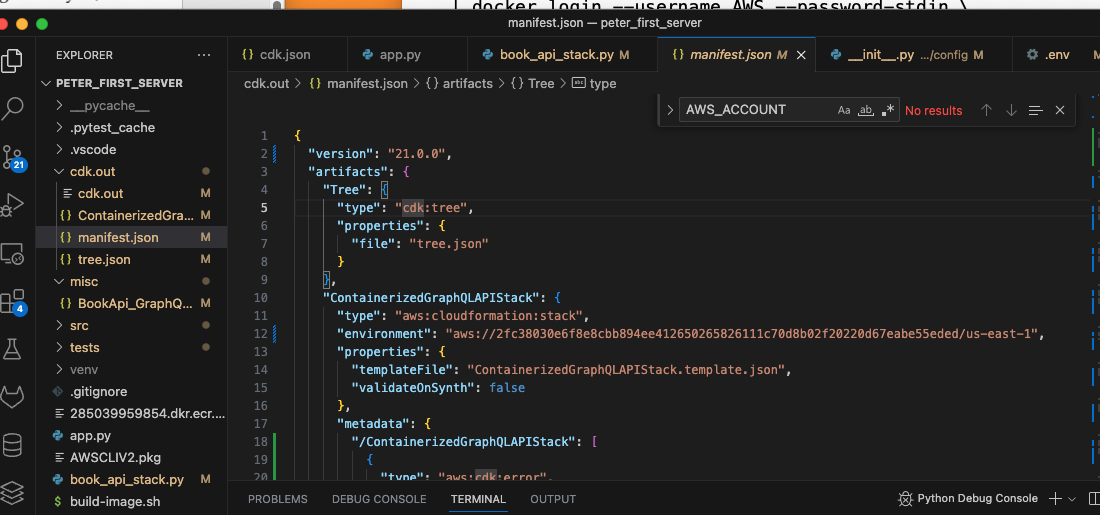 docker login --username AWS --password-stdin \
manifest.json — peter_first_server
EXPLORER ...
{} cdk.json app.py book_api_stack.py M {} manifest.json M × __init__.py .../config M .env
PETER_FIRST_SERVER
cdk.out > {} manifest.json > {} artifacts > {} Tree > abc type
AWS_ACCOUNT Aa ab .* No results
__pycache__
.pytest_cache
.vscode
cdk.out
cdk.out M
{} ContainerizedGra... M
{} manifest.json M
{} tree.json M
misc
{} BookApi_GraphQ... M
src
tests
venv
.gitignore
285039959854.dkr.ecr....
app.py
AWSCLIV2.pkg
book_api_stack.py M
$ build-image.sh
21
4
1 {
2 "version": "21.0.0",
3 "artifacts": {
4 "Tree": {
5 "type": "cdk:tree",
6 "properties": {
7 "file": "tree.json"
8 }
9 },
10 "ContainerizedGraphQLAPIStack": {
11 "type": "aws:cloudformation:stack",
12 "environment": "aws://2fc38030e6f8e8cbb894ee412650265826111c70d8b02f20220d67eabe55eded/us-east-1",
13 "properties": {
14 "templateFile": "ContainerizedGraphQLAPIStack.template.json",
15 "validateOnSynth": false
16 },
17 "metadata": {
18 "/ContainerizedGraphQLAPIStack": [
19 {
20 "type": "aws:cdk:error",
PROBLEMS DEBUG CONSOLE TERMINAL OUTPUT Python Debug Console